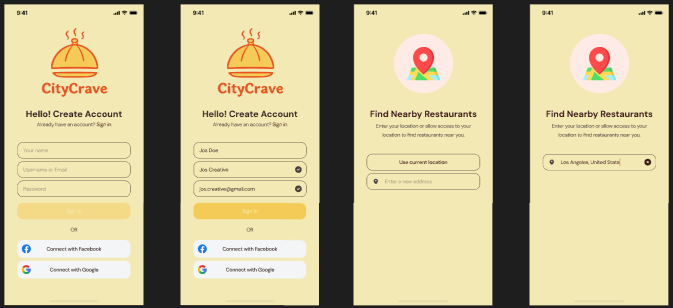 9:41
CityCrave
Hello! Create Account
Already have an account? Sign in
Your name
Username or Email
Password
Sign in
OR
Connect with Facebook
Connect with Google
9:41
CityCrave
Hello! Create Account
Already have an account? Sign in
Jos Doe
Jos Creative
jos.creative@gmail.com
Sign in
OR
Connect with Facebook
Connect with Google
9:41
Find Nearby Restaurants
Enter your location or allow access to your
location to find restaurants near you.
Use current location
Enter a new address
9:41
Find Nearby Restaurants
Enter your location or allow access to your
location to find restaurants near you.
Los Angeles, United State